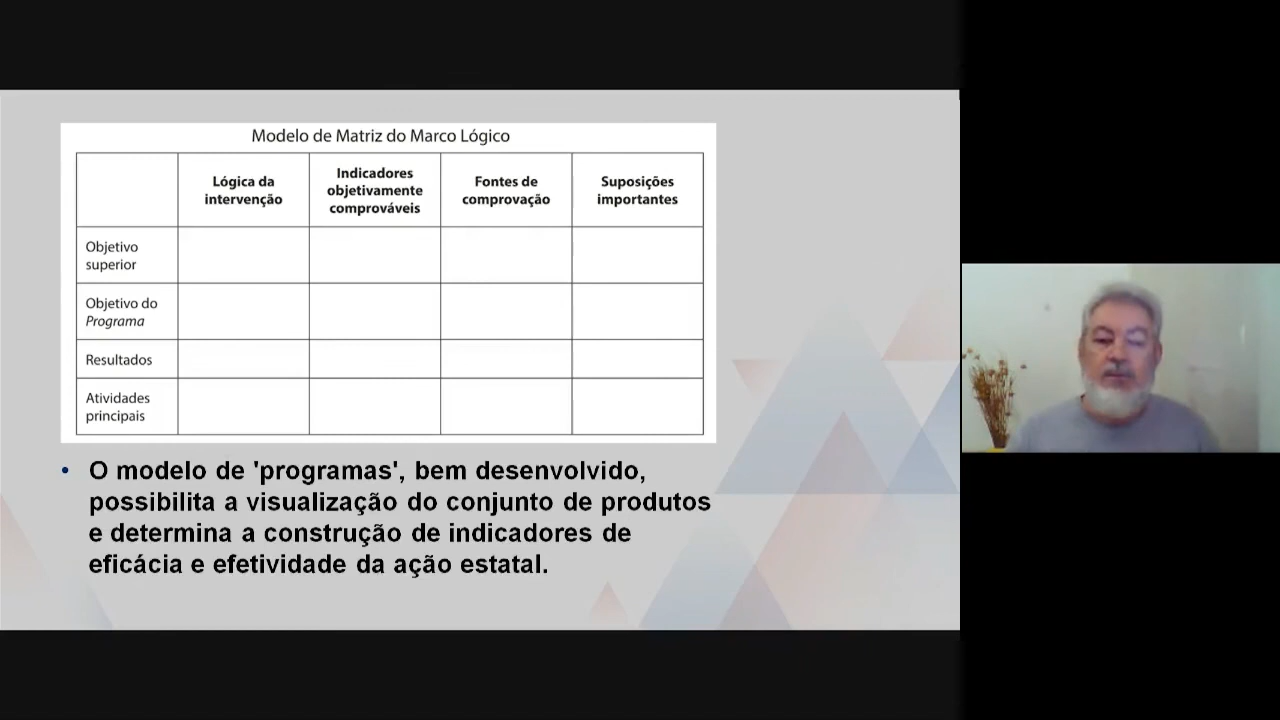 Modelo de Matriz do Marco Lógico
Lógica da
intervenção
Indicadores
objetivamente
comprováveis
Fontes de
comprovação
Suposições
importantes
Objetivo
superior
Objetivo do
Programa
Resultados
Atividades
principais
• O modelo de 'programas', bem desenvolvido,
possibilita a visualização do conjunto de produtos
e determina a construção de indicadores de
eficácia e efetividade da ação estatal.